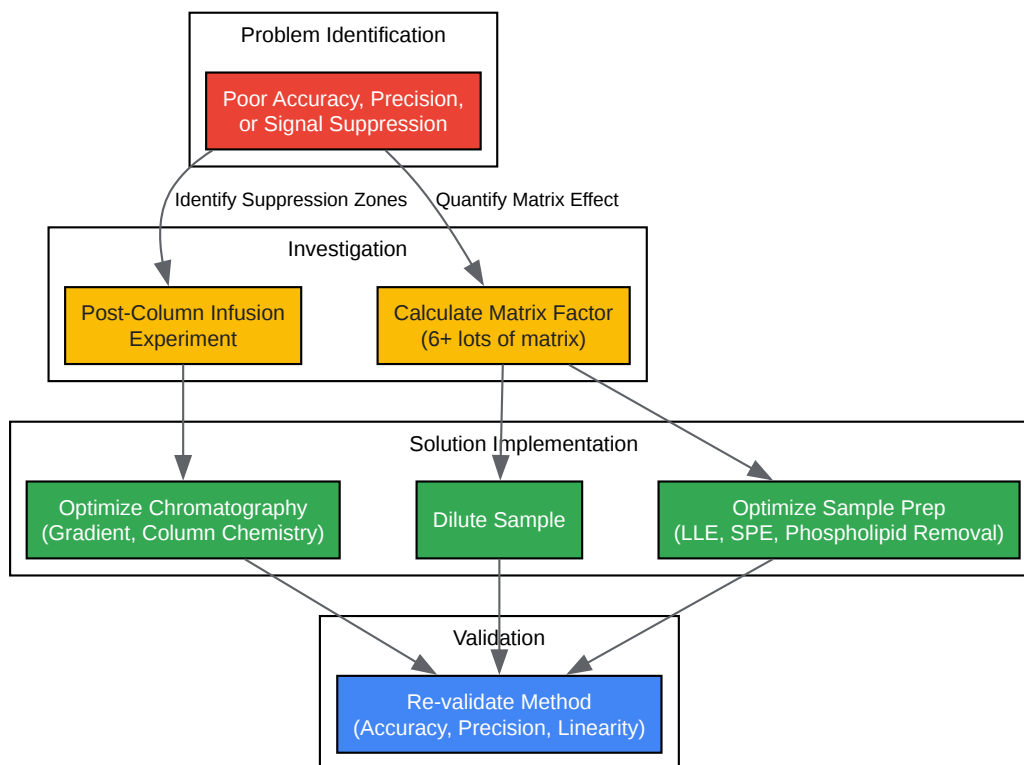 Problem Identification
Poor Accuracy, Precision,
or Signal Suppression
Identify Suppression Zones
Quantify Matrix Effect
Investigation
Post-Column Infusion
Experiment
Calculate Matrix Factor
(6+ lots of matrix)
Solution Implementation
Optimize Chromatography
(Gradient, Column Chemistry)
Dilute Sample
Optimize Sample Prep
(LLE, SPE, Phospholipid Removal)
Validation
Re-validate Method
(Accuracy, Precision, Linearity)